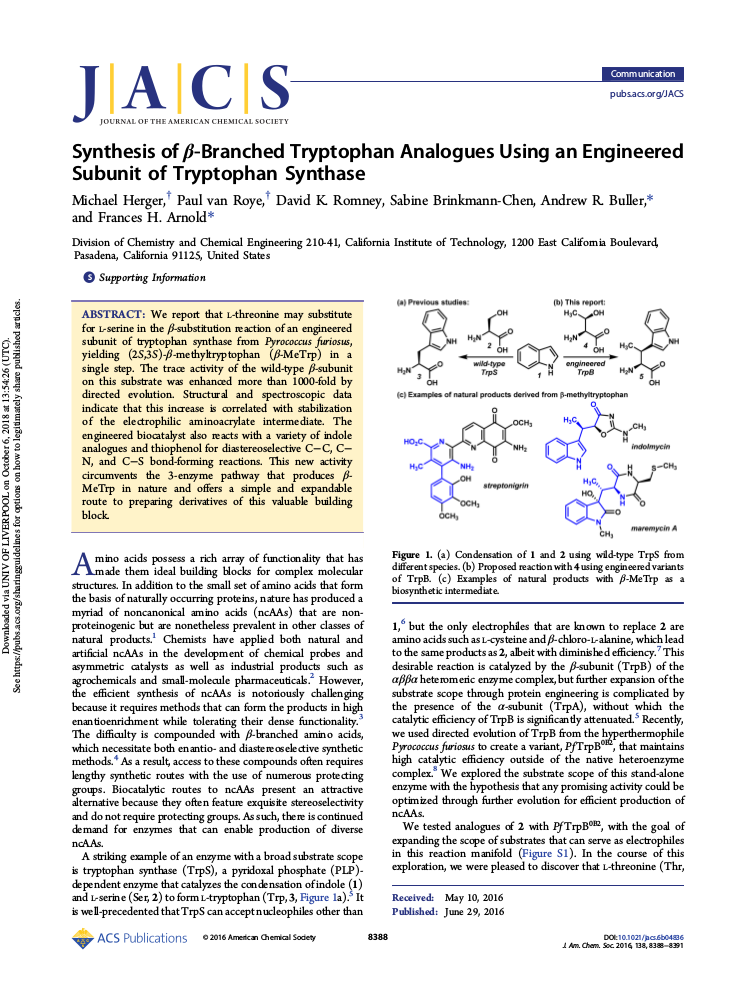 J|A|C|S
JOURNAL OF THE AMERICAN CHEMICAL SOCIETY
Communication
pubs.acs.org/JACS
Synthesis of β-Branched Tryptophan Analogues Using an Engineered
Subunit of Tryptophan Synthase
Michael Herger,† Paul van Roye,† David K. Romney, Sabine Brinkmann-Chen, Andrew R. Buller,*
and Frances H. Arnold*
Division of Chemistry and Chemical Engineering 210-41, California Institute of Technology, 1200 East California Boulevard,
Pasadena, California 91125, United States
S Supporting Information
ABSTRACT: We report that L-threonine may substitute
for L-serine in the β-substitution reaction of an engineered
subunit of tryptophan synthase from Pyrococcus furiosus,
yielding (2S,3S)-β-methyltryptophan (β-MeTrp) in a
single step. The trace activity of the wild-type β-subunit
on this substrate was enhanced more than 1000-fold by
directed evolution. Structural and spectroscopic data
indicate that this increase is correlated with stabilization
of the electrophilic aminoacrylate intermediate. The
engineered biocatalyst also reacts with a variety of indole
analogues and thiophenol for diastereoselective C−C, C−
N, and C−S bond-forming reactions. This new activity
circumvents the 3-enzyme pathway that produces β-
MeTrp in nature and offers a simple and expandable
route to preparing derivatives of this valuable building
block.
Amino acids possess a rich array of functionality that has
made them ideal building blocks for complex molecular
structures. In addition to the small set of amino acids that form
the basis of naturally occurring proteins, nature has produced a
myriad of noncanonical amino acids (ncAAs) that are non-
proteinogenic but are nonetheless prevalent in other classes of
natural products.1 Chemists have applied both natural and
artificial ncAAs in the development of chemical probes and
asymmetric catalysts as well as industrial products such as
agrochemicals and small-molecule pharmaceuticals.2 However,
the efficient synthesis of ncAAs is notoriously challenging
because it requires methods that can form the products in high
enantioenrichment while tolerating their dense functionality.3
The difficulty is compounded with β-branched amino acids,
which necessitate both enantio- and diastereoselective synthetic
methods.4 As a result, access to these compounds often requires
lengthy synthetic routes with the use of numerous protecting
groups. Biocatalytic routes to ncAAs present an attractive
alternative because they often feature exquisite stereoselectivity
and do not require protecting groups. As such, there is continued
demand for enzymes that can enable production of diverse
ncAAs.
A striking example of an enzyme with a broad substrate scope
is tryptophan synthase (TrpS), a pyridoxal phosphate (PLP)-
dependent enzyme that catalyzes the condensation of indole (1)
and L-serine (Ser, 2) to form L-tryptophan (Trp, 3, Figure 1a).5 It
is well-precedented that TrpS can accept nucleophiles other than
(a) Previous studies:
(b) This report:
OH
H3C
OH
H3C
NH
O
H2N
2
OH
O
H2N
4
OH
NH
O
H2N
3
OH
wild-type
TrpS
NH
1
engineered
TrpB
O
H2N
5
OH
(c) Examples of natural products derived from β-methyltryptophan
O
OCH3
HO2C
N
N
NH2
O
H3C
NH2
OH
OCH3
OCH3
streptonigrin
O
H3C
N
O
N
H
CH3
N
H
indolmycin
O
H3C
HO
N
HN
S
CH3
O
O
N
CH3
maremycin A
Figure 1. (a) Condensation of 1 and 2 using wild-type TrpS from
different species. (b) Proposed reaction with 4 using engineered variants
of TrpB. (c) Examples of natural products with β-MeTrp as a
biosynthetic intermediate.
1,6 but the only electrophiles that are known to replace 2 are
amino acids such as L-cysteine and β-chloro-L-alanine, which lead
to the same products as 2, albeit with diminished efficiency.7 This
desirable reaction is catalyzed by the β-subunit (TrpB) of the
αββα heteromeric enzyme complex, but further expansion of the
substrate scope through protein engineering is complicated by
the presence of the α-subunit (TrpA), without which the
catalytic efficiency of TrpB is significantly attenuated.5 Recently,
we used directed evolution of TrpB from the hyperthermophile
Pyrococcus furiosus to create a variant, PfTrpB0B2, that maintains
high catalytic efficiency outside of the native heteroenzyme
complex.8 We explored the substrate scope of this stand-alone
enzyme with the hypothesis that any promising activity could be
optimized through further evolution for efficient production of
ncAAs.
We tested analogues of 2 with PfTrpB0B2, with the goal of
expanding the scope of substrates that can serve as electrophiles
in this reaction manifold (Figure S1). In the course of this
exploration, we were pleased to discover that L-threonine (Thr,
Received: May 10, 2016
Published: June 29, 2016
ACS Publications
© 2016 American Chemical Society
8388
DOI:10.1021/jacs.6b04836
J. Am. Chem. Soc. 2016, 138, 8388−8391
Downloaded via UNIV OF LIVERPOOL on October 6, 2018 at 13:54:26 (UTC).
See https://pubs.acs.org/sharingguidelines for options on how to legitimately share published articles.